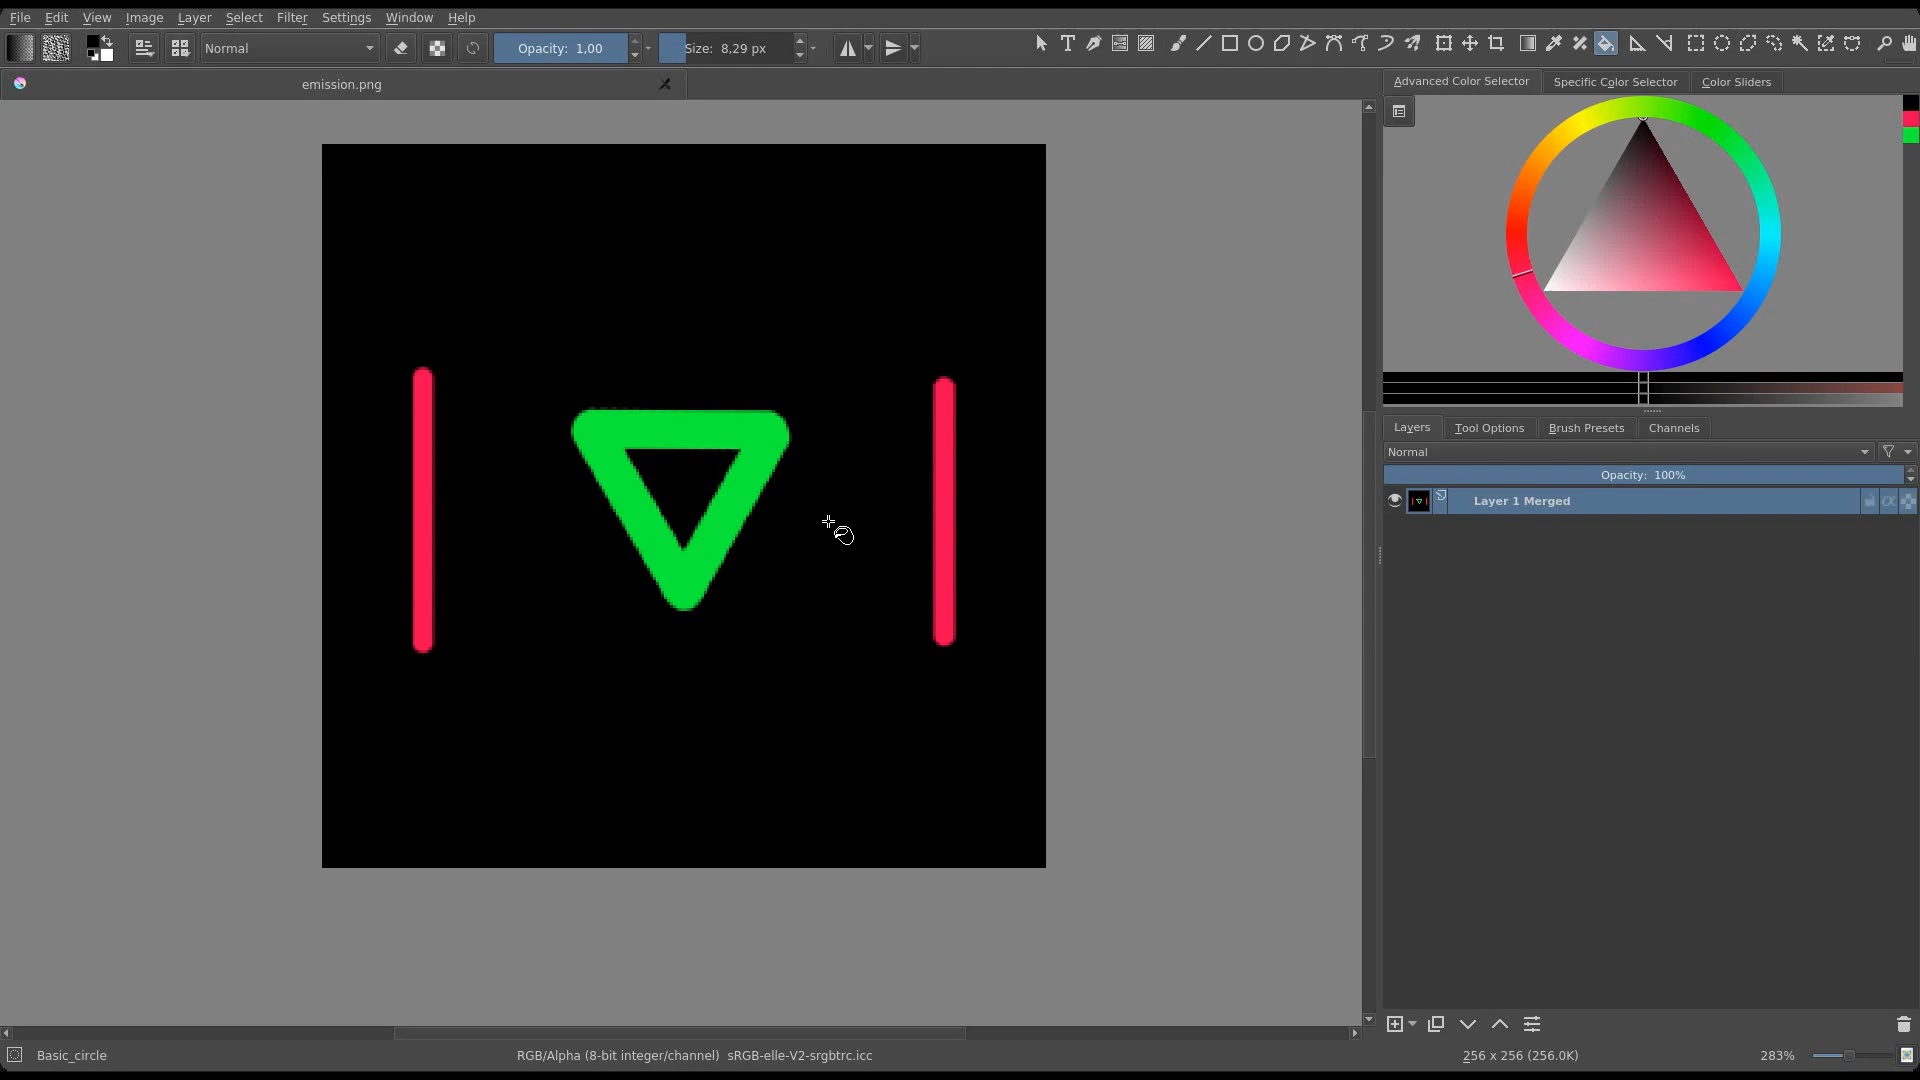 File Edit View Image Layer Select Filter Settings Window Help
Normal Opacity: 1,00 Size: 8,29 px
emission.png
Advanced Color Selector Specific Color Selector Color Sliders
Layers Tool Options Brush Presets Channels
Normal
Opacity: 100%
Layer 1 Merged
Basic_circle RGB/Alpha (8-bit integer/channel) sRGB-elle-V2-srgbtrc.icc 256 x 256 (256.0K) 283%